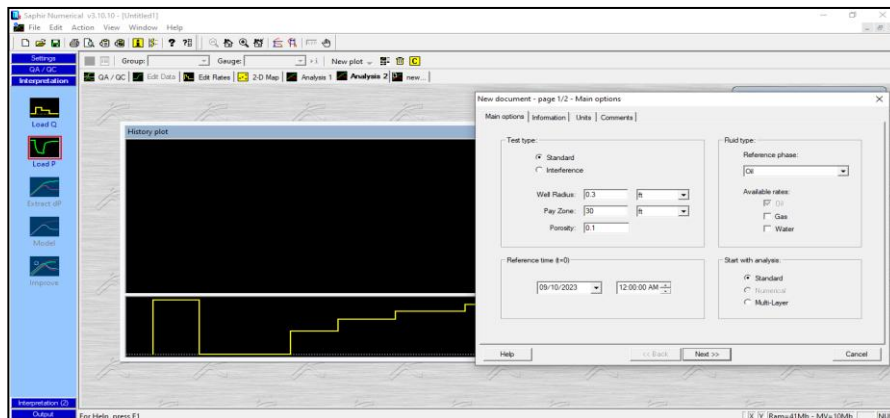 Saphir Numerical v3.10.10 - [Untitled1]
File Edit Action View Window Help
Settings
QA / QC
Interpretation
Group: Gauge: New plot
QA / QC Edit Data Edit Rates 2-D Map Analysis 1 Analysis 2 new...
Load Q
Load P
Extract dP
Model
Improve
Interpretation (2)
Output
History plot
New document - page 1/2 - Main options
Main options Information Units Comments
Test type:
Standard
Interference
Well Radius: 0.3 ft
Pay Zone: 30 ft
Porosity: 0.1
Fluid type:
Reference phase:
Oil
Available rates:
Oil
Gas
Water
Reference time (t=0)
09/10/2023 12:00:00 AM
Start with analysis:
Standard
Numerical
Multi-Layer
Help << Back Next >> Cancel
For Help, press F1
X Y Ram=41Mb - MV=10Mb